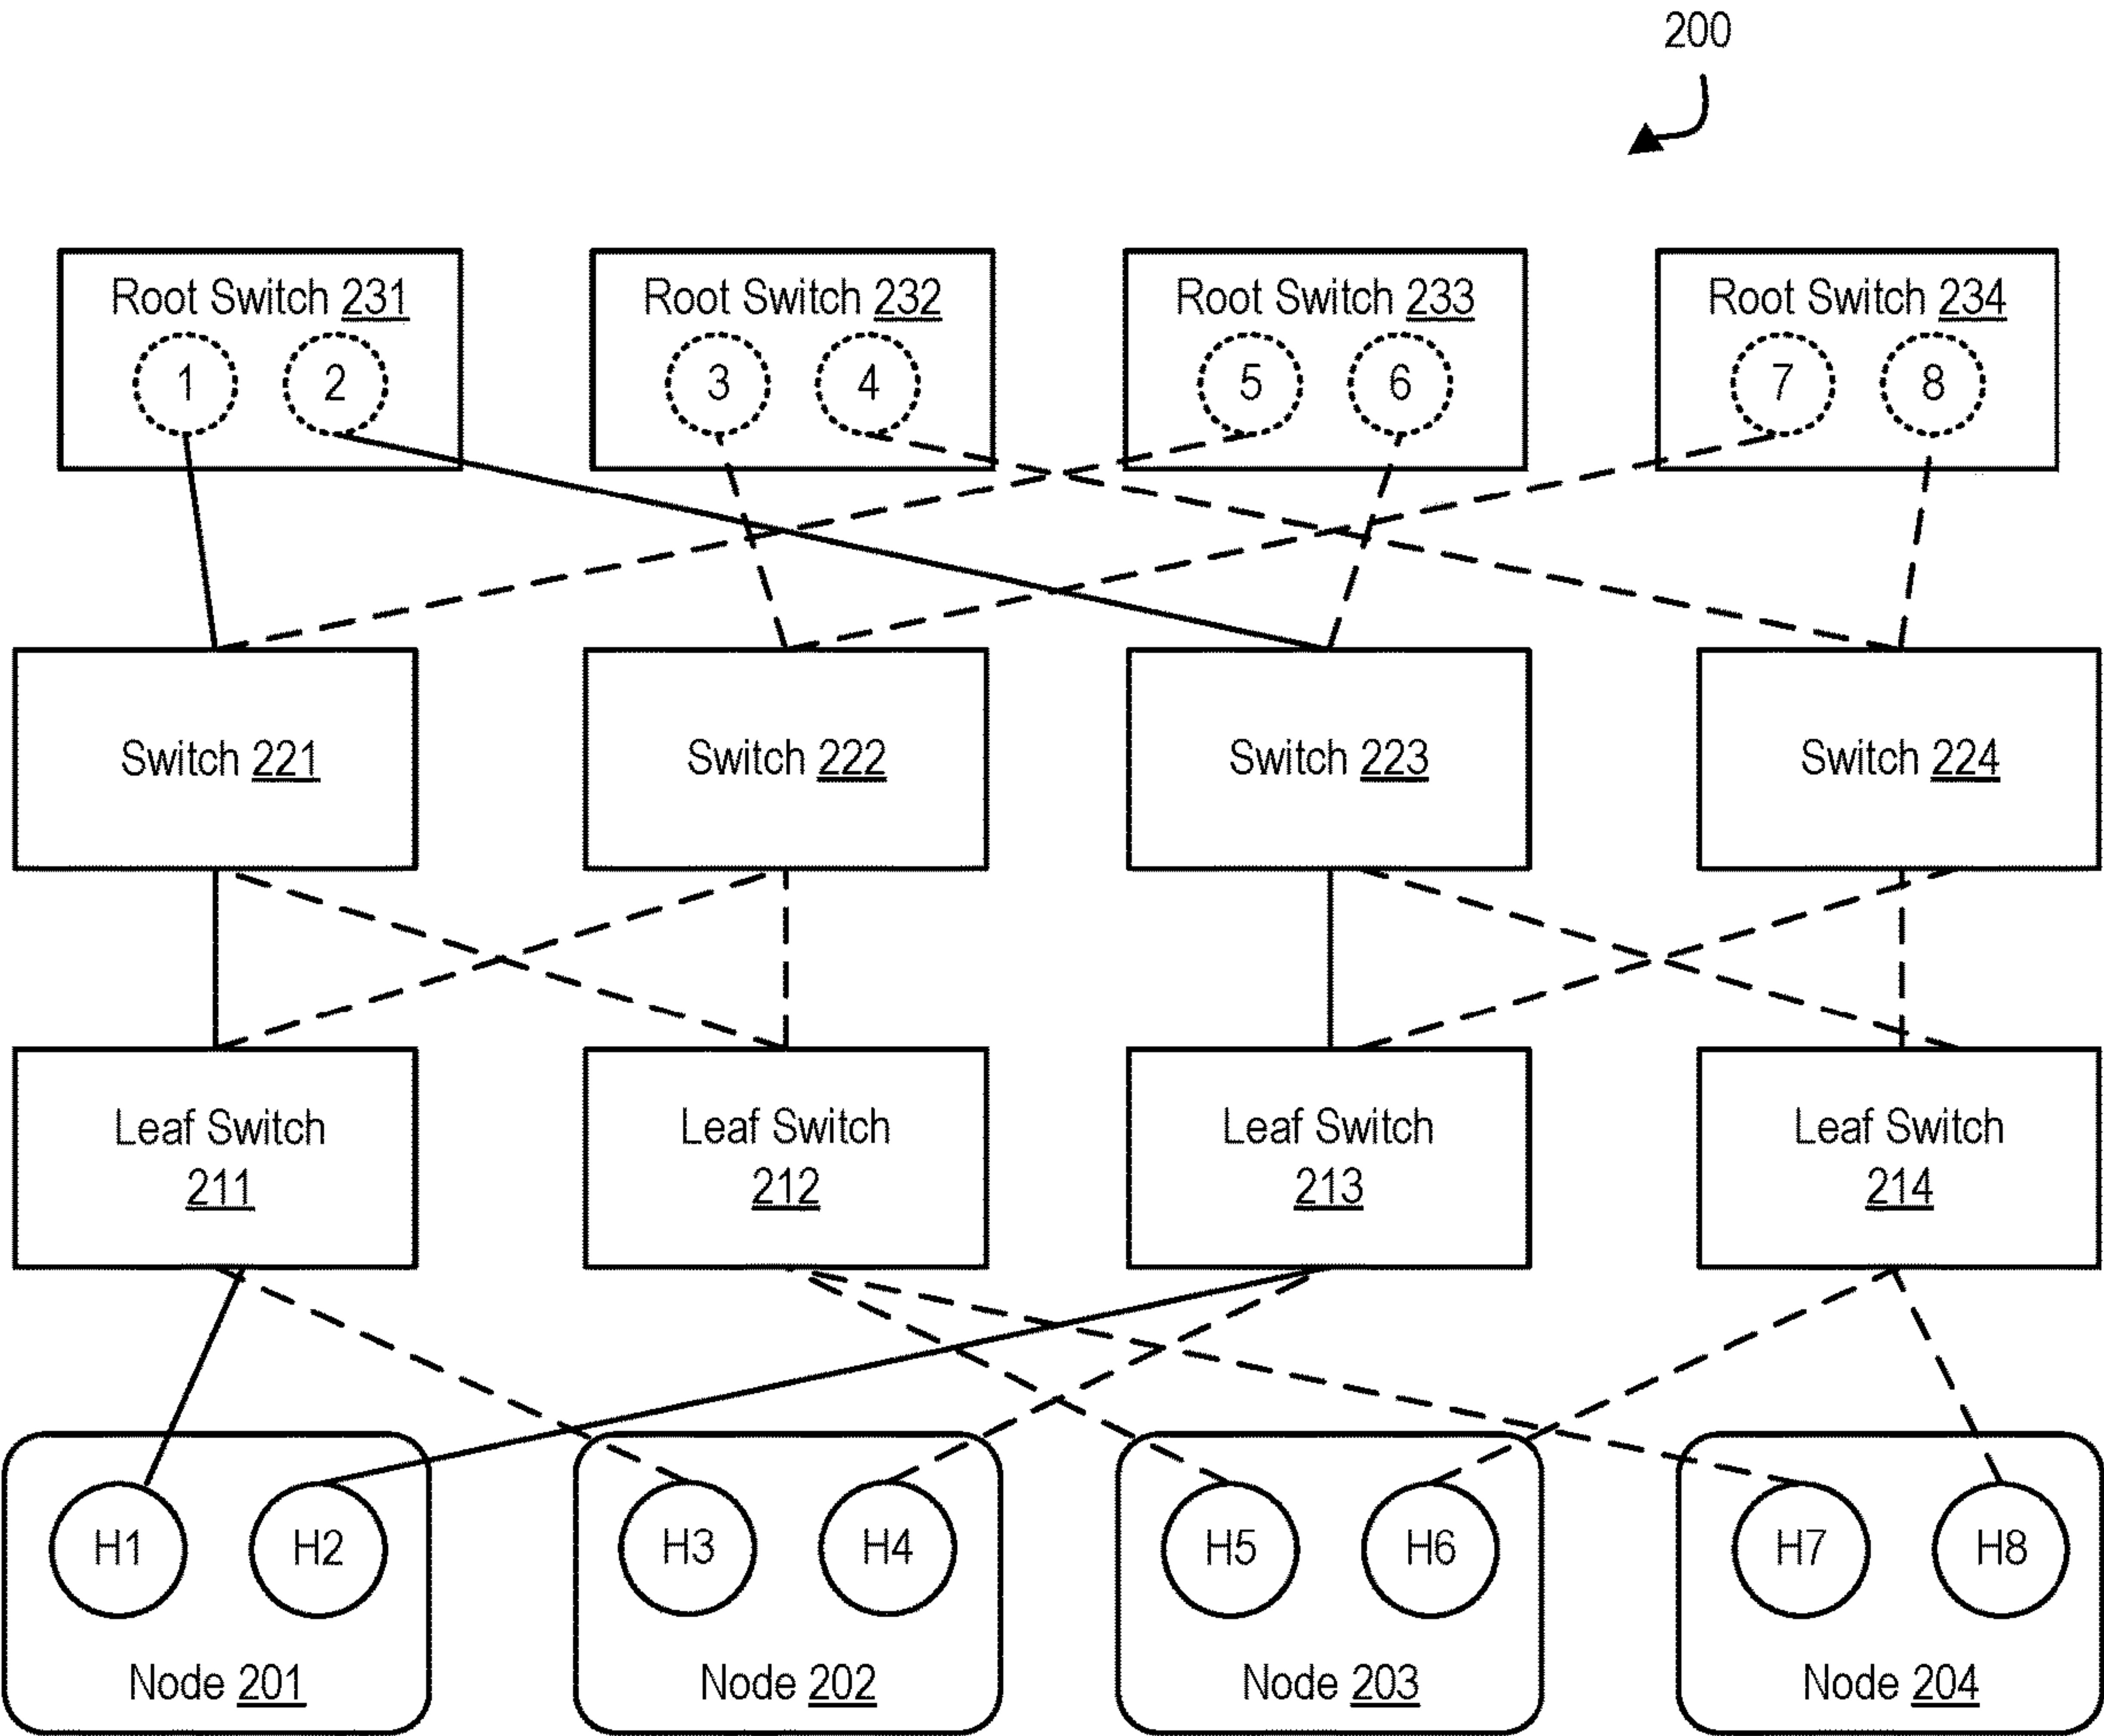 200
Root Switch 231
1 2
Root Switch 232
3 4
Root Switch 233
5 6
Root Switch 234
7 8
Switch 221
Switch 222
Switch 223
Switch 224
Leaf Switch
211
Leaf Switch
212
Leaf Switch
213
Leaf Switch
214
H1 H2
Node 201
H3 H4
Node 202
H5 H6
Node 203
H7 H8
Node 204